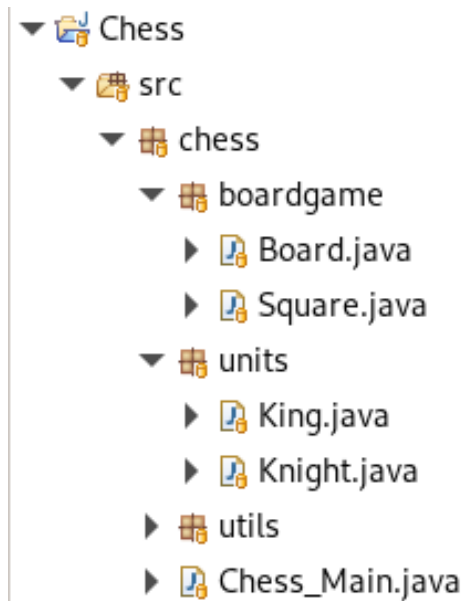 Chess
src
chess
boardgame
Board.java
Square.java
units
King.java
Knight.java
utils
Chess_Main.java